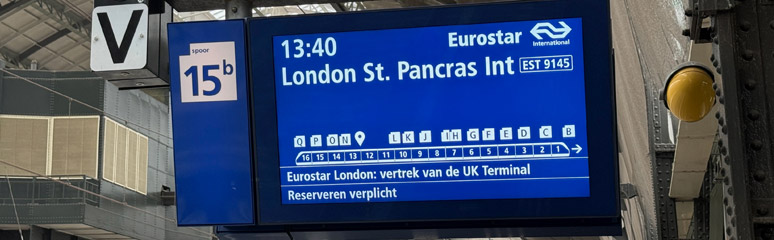 V
spoor
15b
13:40
Eurostar
International
London St. Pancras Int EST 9145
Q P O N L K J I H G F E D C B
16 15 14 13 12 11 10 9 8 7 6 5 4 3 2 1
Eurostar London: vertrek van de UK Terminal
Reserveren verplicht